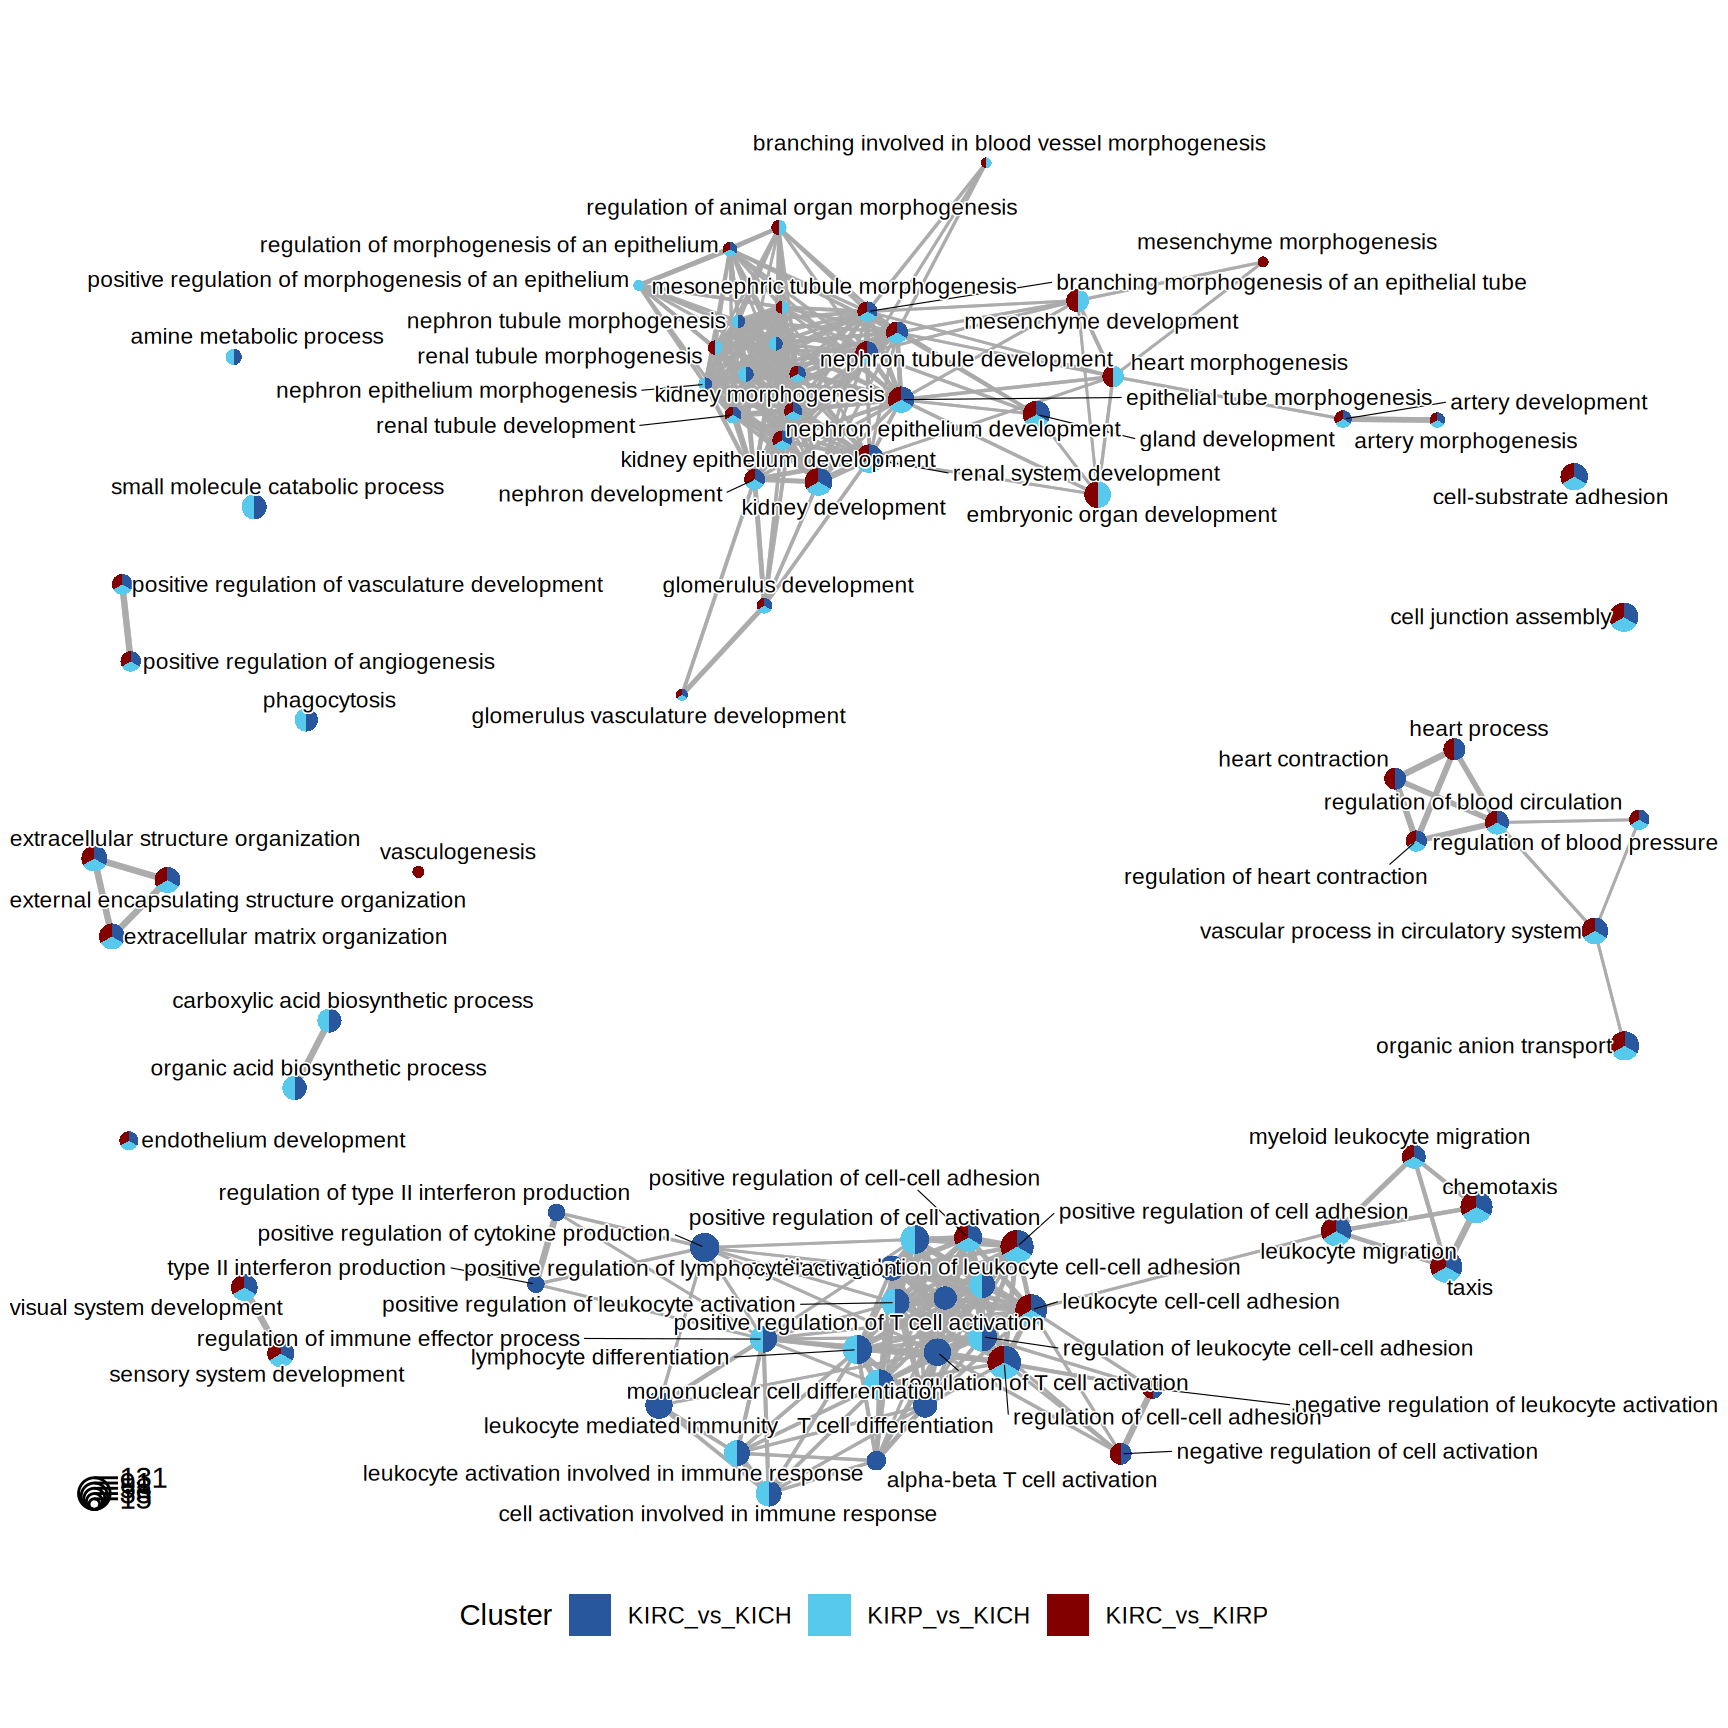 branching involved in blood vessel morphogenesis
regulation of animal organ morphogenesis
mesenchyme morphogenesis
regulation of morphogenesis of an epithelium
positive regulation of morphogenesis of an epithelium
mesonephric tubule morphogenesis
branching morphogenesis of an epithelial tube
nephron tubule morphogenesis
mesenchyme development
amine metabolic process
renal tubule morphogenesis
nephron tubule development
heart morphogenesis
nephron epithelium morphogenesis
kidney morphogenesis
epithelial tube morphogenesis
artery development
renal tubule development
nephron epithelium development
gland development
artery morphogenesis
kidney epithelium development
renal system development
small molecule catabolic process
nephron development
cell-substrate adhesion
kidney development
embryonic organ development
positive regulation of vasculature development
glomerulus development
cell junction assembly
positive regulation of angiogenesis
phagocytosis
glomerulus vasculature development
heart process
heart contraction
regulation of blood circulation
extracellular structure organization
vasculogenesis
regulation of blood pressure
regulation of heart contraction
external encapsulating structure organization
extracellular matrix organization
vascular process in circulatory system
carboxylic acid biosynthetic process
organic anion transport
organic acid biosynthetic process
endothelium development
myeloid leukocyte migration
positive regulation of cell-cell adhesion
chemotaxis
regulation of type II interferon production
positive regulation of cell activation
positive regulation of cell adhesion
positive regulation of cytokine production
leukocyte migration
type II interferon production
positive regulation of lymphocyte activation
of leukocyte cell-cell adhesion
taxis
visual system development
positive regulation of leukocyte activation
leukocyte cell-cell adhesion
positive regulation of T cell activation
regulation of immune effector process
regulation of leukocyte cell-cell adhesion
lymphocyte differentiation
sensory system development
mononuclear cell differentiation
regulation of T cell activation
negative regulation of leukocyte activation
leukocyte mediated immunity
T cell differentiation
regulation of cell-cell adhesion
negative regulation of cell activation
leukocyte activation involved in immune response
alpha-beta T cell activation
cell activation involved in immune response
131
13
Cluster KIRC_vs_KICH KIRP_vs_KICH KIRC_vs_KIRP